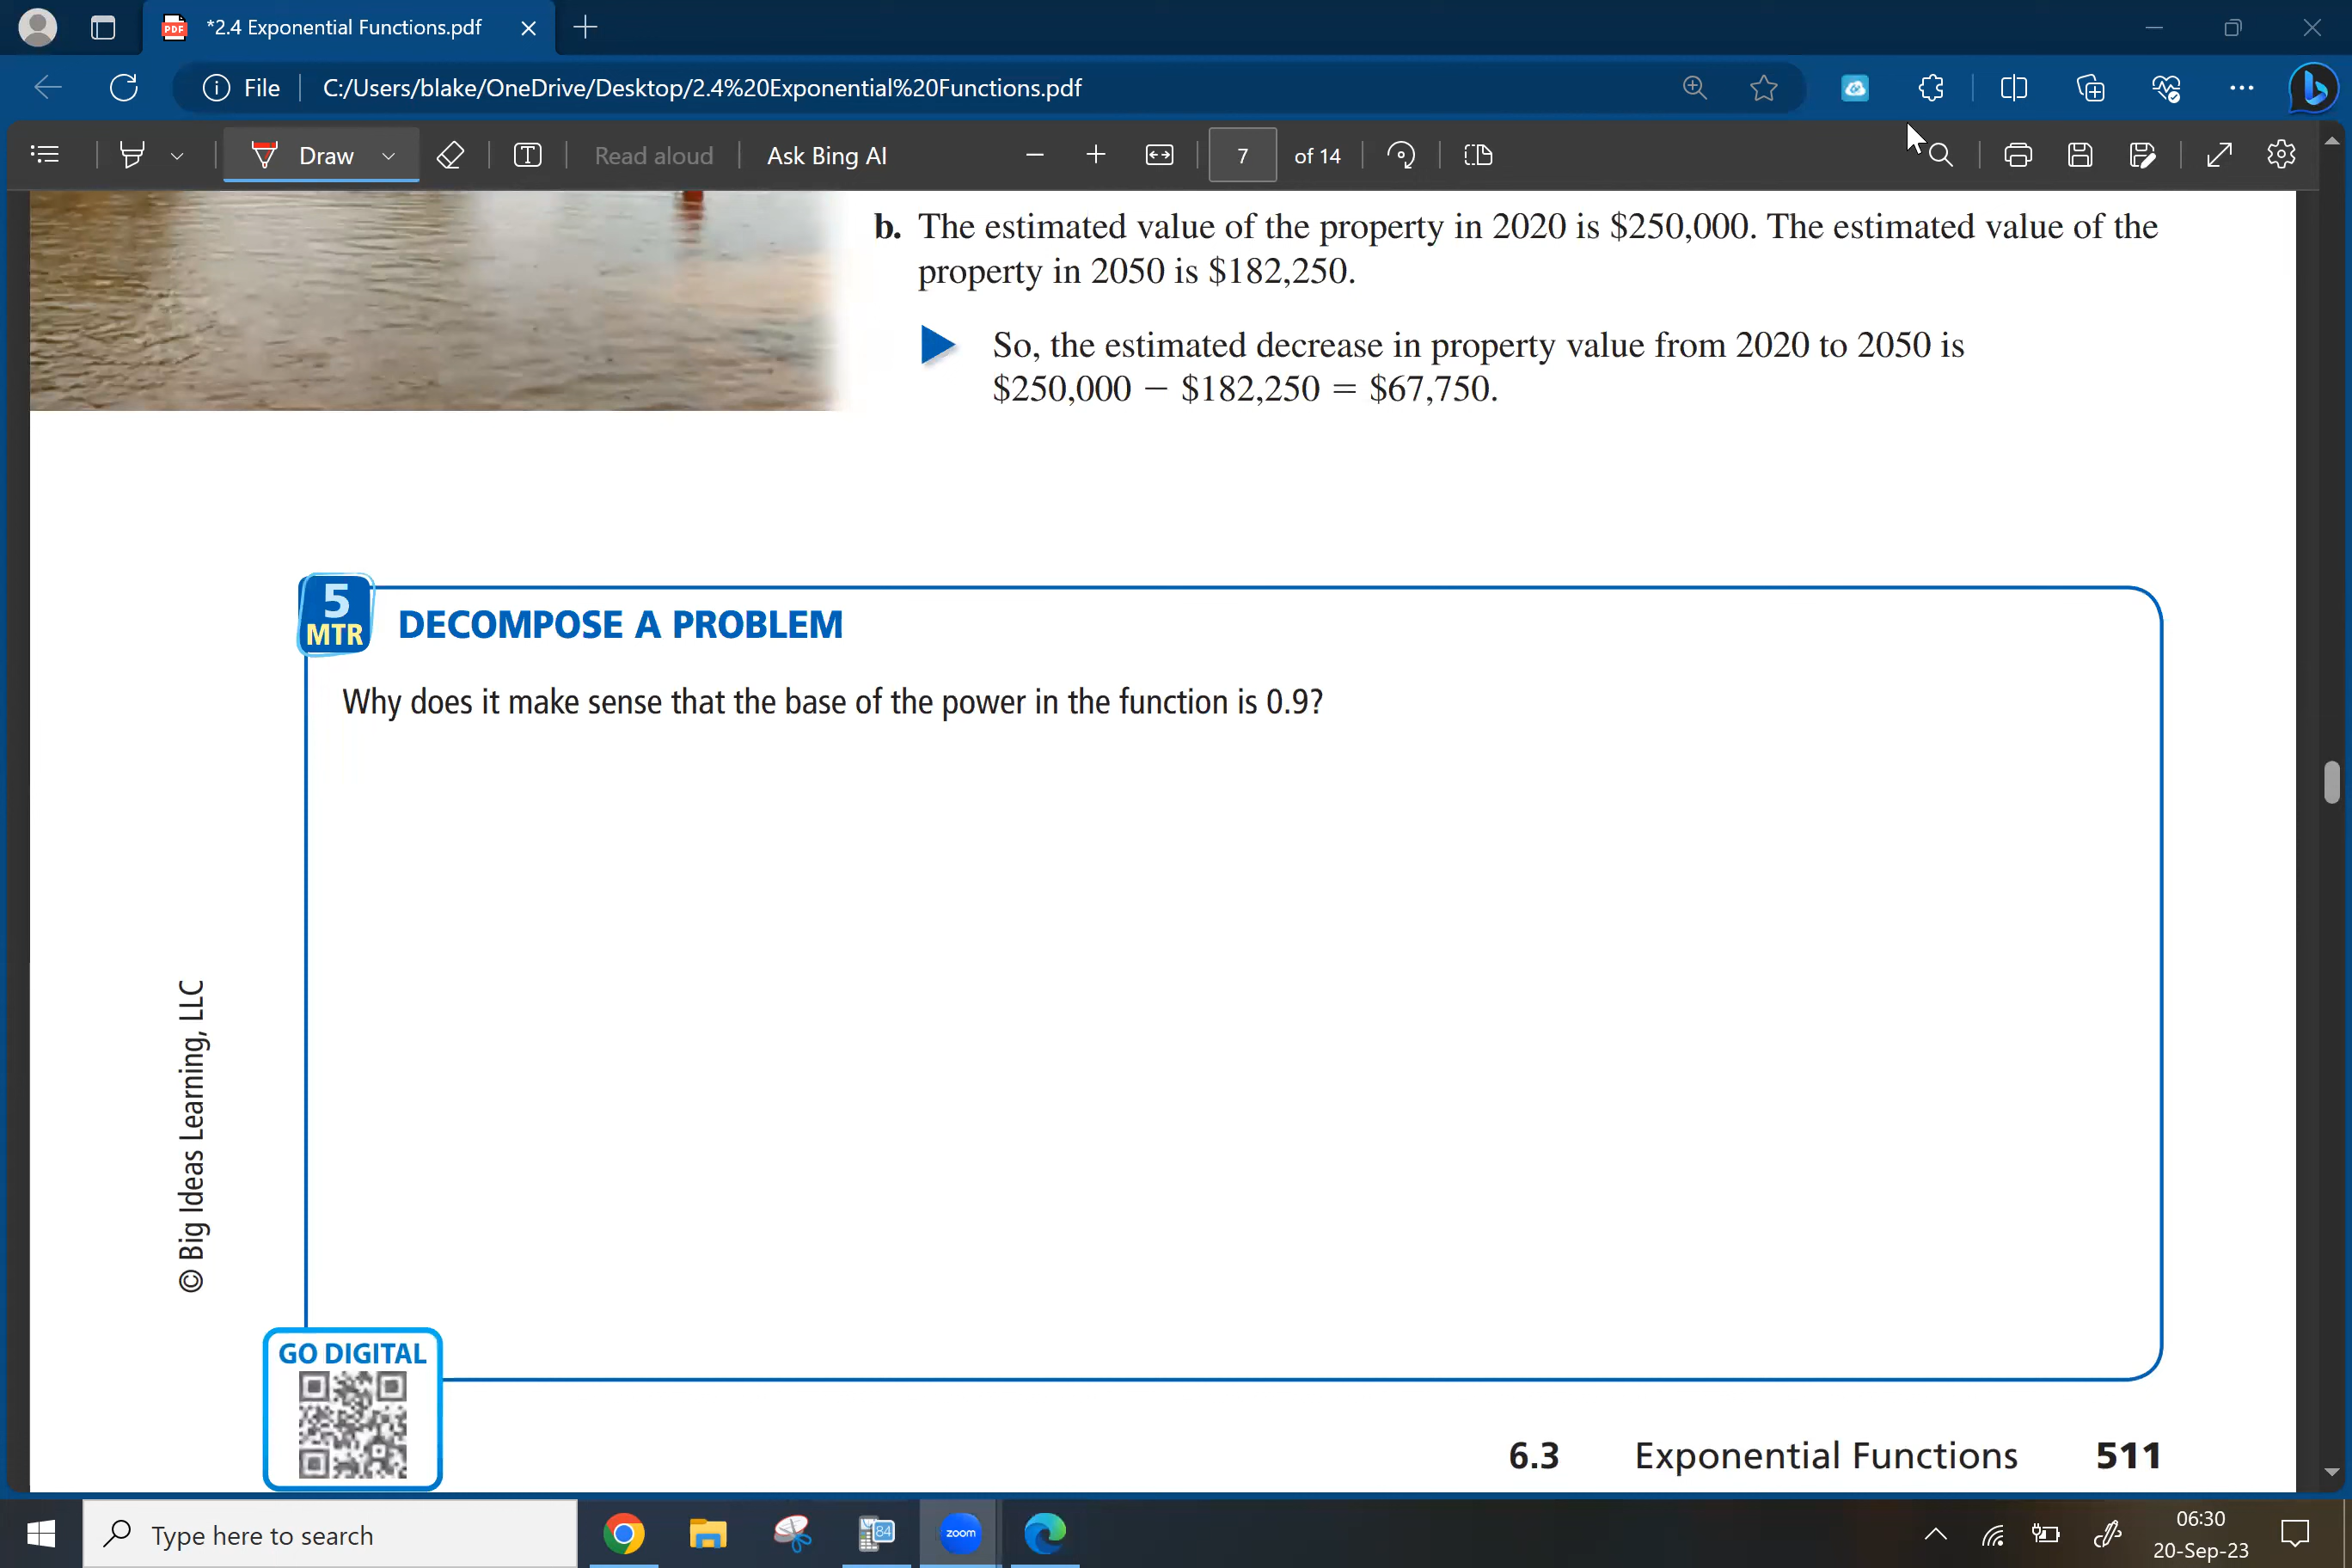 *2.4 Exponential Functions.pdf
File
C:/Users/blake/OneDrive/Desktop/2.4%20Exponential%20Functions.pdf
Draw
Read aloud
Ask Bing AI
7 of 14
b. The estimated value of the property in 2020 is $250,000. The estimated value of the
property in 2050 is $182,250.
So, the estimated decrease in property value from 2020 to 2050 is
$250,000 − $182,250 = $67,750.
5
MTR
DECOMPOSE A PROBLEM
Why does it make sense that the base of the power in the function is 0.9?
© Big Ideas Learning, LLC
GO DIGITAL
6.3 Exponential Functions 511
Type here to search
84
zoom
06:30
20-Sep-23